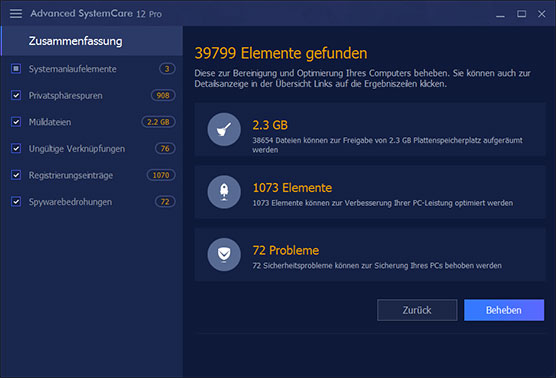 Advanced SystemCare 12 Pro
Zusammenfassung
Systemanlaufelemente 3
Privatsphärespuren 908
Mülldateien 2.2 GB
Ungültige Verknüpfungen 76
Registrierungseinträge 1070
Spywarebedrohungen 72
39799 Elemente gefunden
Diese zur Bereinigung und Optimierung Ihres Computers beheben. Sie können auch zur
Detailsanzeige in der Übersicht Links auf die Ergebniszeilen klicken.
2.3 GB
38654 Dateien können zur Freigabe von 2.3 GB Plattenspeicherplatz aufgeräumt
werden
1073 Elemente
1073 Elemente können zur Verbesserung Ihrer PC-Leistung optimiert werden
72 Probleme
72 Sicherheitsprobleme können zur Sicherung Ihres PCs behoben werden
Zurück
Beheben